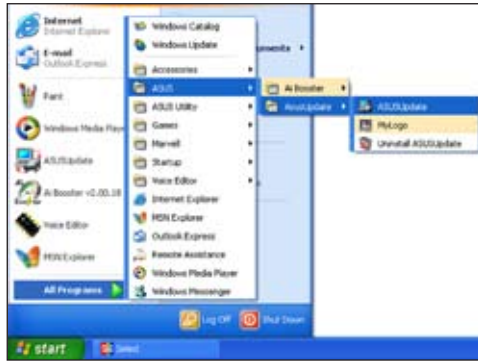 Internet
Internet Explorer
E-mail
Outlook Express
Paint
Windows Media Player
ASUSUpdate
Ai Booster v2.00.18
Voice Editor
MSN Explorer
All Programs
Windows Catalog
Windows Update
Accessories
ASUS
ASUS Utility
Games
Marvell
Startup
Voice Editor
Internet Explorer
MSN Explorer
Outlook Express
Remote Assistance
Windows Media Player
Windows Messenger
Ai Booster
AsusUpdate
ASUSUpdate
MyLogo
Uninstall ASUSUpdate
Log Off
Shut Down
start